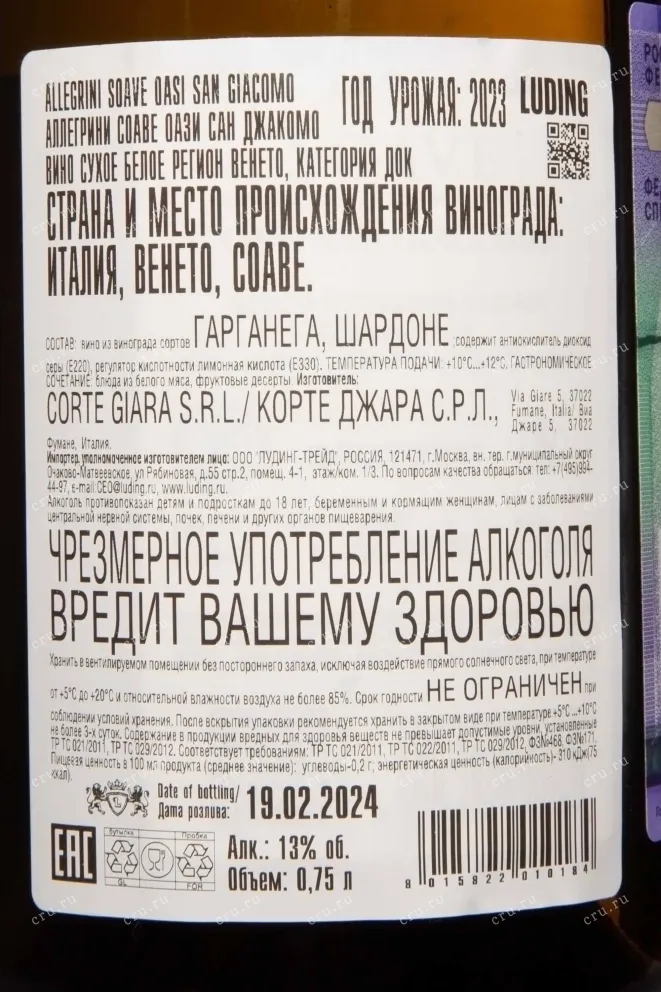 ALLEGRINI SOAVE OASI SAN GIACOMO
АЛЛЕГРИНИ СОАВЕ ОАЗИ САН ДЖАКОМО
ГОД УРОЖАЯ: 2023 LUDING
ВИНО СУХОЕ БЕЛОЕ РЕГИОН ВЕНЕТО, КАТЕГОРИЯ ДОК
СТРАНА И МЕСТО ПРОИСХОЖДЕНИЯ ВИНОГРАДА:
ИТАЛИЯ, ВЕНЕТО, СОАВЕ.
СОСТАВ: вино из винограда сортов ГАРГАНЕГА, ШАРДОНЕ содержит антиокислитель диоксид
серы (Е220), регулятор кислотности лимонная кислота (Е330). ТЕМПЕРАТУРА ПОДАЧИ: +10°С...+12°С, ГАСТРОНОМИЧЕСКОЕ
СОЧЕТАНИЕ: блюда из белого мяса, фруктовые десерты. Изготовитель:
CORTE GIARA S.R.L./ КОРТЕ ДЖАРА С.Р.Л.,
Via Giare 5, 37022
Fumane, Italia/ Виа
Джаре 5, 37022
Фумане, Италия.
Импортер, уполномоченное изготовителем лицо: ООО "ЛУДИНГ-ТРЕЙД", РОССИЯ, 121471, г.Москва, вн. тер. г.муниципальный округ
Очаково-Матвеевское, ул Рябиновая, д.55 стр.2, помещ. 4-1, этаж/ком. 1/3. По вопросам качества обращаться: тел: +7(495)994-
44-97, e-mail:CEO@luding.ru, www.luding.ru.
Алкоголь противопоказан детям и подросткам до 18 лет, беременным и кормящим женщинам, лицам с заболеваниями
центральной нервной системы, почек, печени и других органов пищеварения.
ЧРЕЗМЕРНОЕ УПОТРЕБЛЕНИЕ АЛКОГОЛЯ
ВРЕДИТ ВАШЕМУ ЗДОРОВЬЮ
Хранить в вентилируемом помещении без постороннего запаха, исключая воздействие прямого солнечного света, при температуре
от +5°С до +20°С и относительной влажности воздуха не более 85%. Срок годности НЕ ОГРАНИЧЕН при
соблюдении условий хранения. После вскрытия упаковки рекомендуется хранить в закрытом виде при температуре +5°С...+10°С
не более 3-х суток. Содержание в продукции вредных для здоровья веществ не превышает допустимые уровни, установленные
ТР ТС 021/2011, ТР ТС 029/2012. Соответствует требованиям: ТР ТС 021/2011, ТР ТС 022/2011, ТР ТС 029/2012, ФЗ№468, ФЗ№171.
Пищевая ценность в 100 мл продукта (среднее значение): углеводы-0,2 г; энергетическая ценность (калорийность)- 310 кДж(75
ккал).
Date of bottling/
Дата розлива: 19.02.2024
EAC
Бутылка Пробка
GL FOR
Алк.: 13% об.
Объем: 0,75 л
8 015822 010184
cru.ru